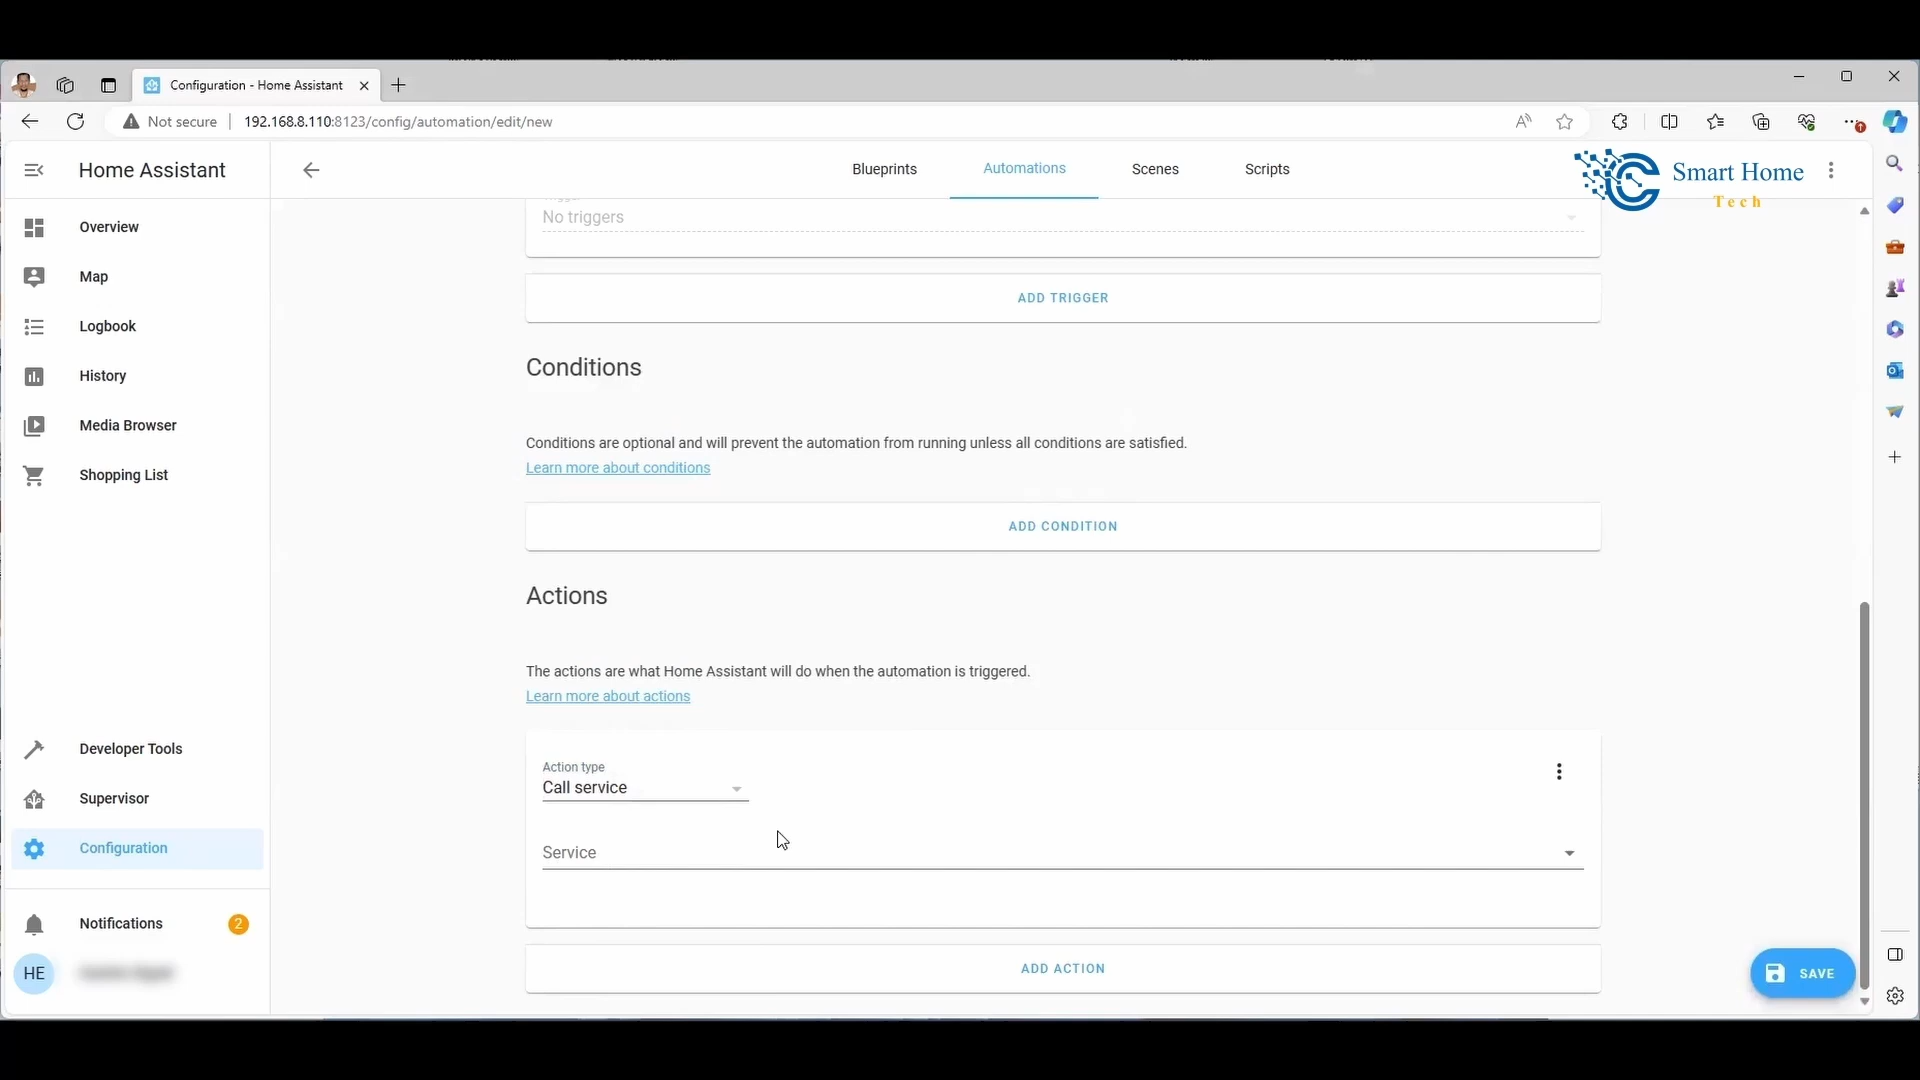 Configuration - Home Assistant
Not secure
192.168.8.110:8123/config/automation/edit/new
Home Assistant
Blueprints
Automations
Scenes
Scripts
Smart Home
Tech
Overview
Map
Logbook
History
Media Browser
Shopping List
Developer Tools
Supervisor
Configuration
Notifications
2
HE
No triggers
ADD TRIGGER
Conditions
Conditions are optional and will prevent the automation from running unless all conditions are satisfied.
Learn more about conditions
ADD CONDITION
Actions
The actions are what Home Assistant will do when the automation is triggered.
Learn more about actions
Action type
Call service
Service
ADD ACTION
SAVE